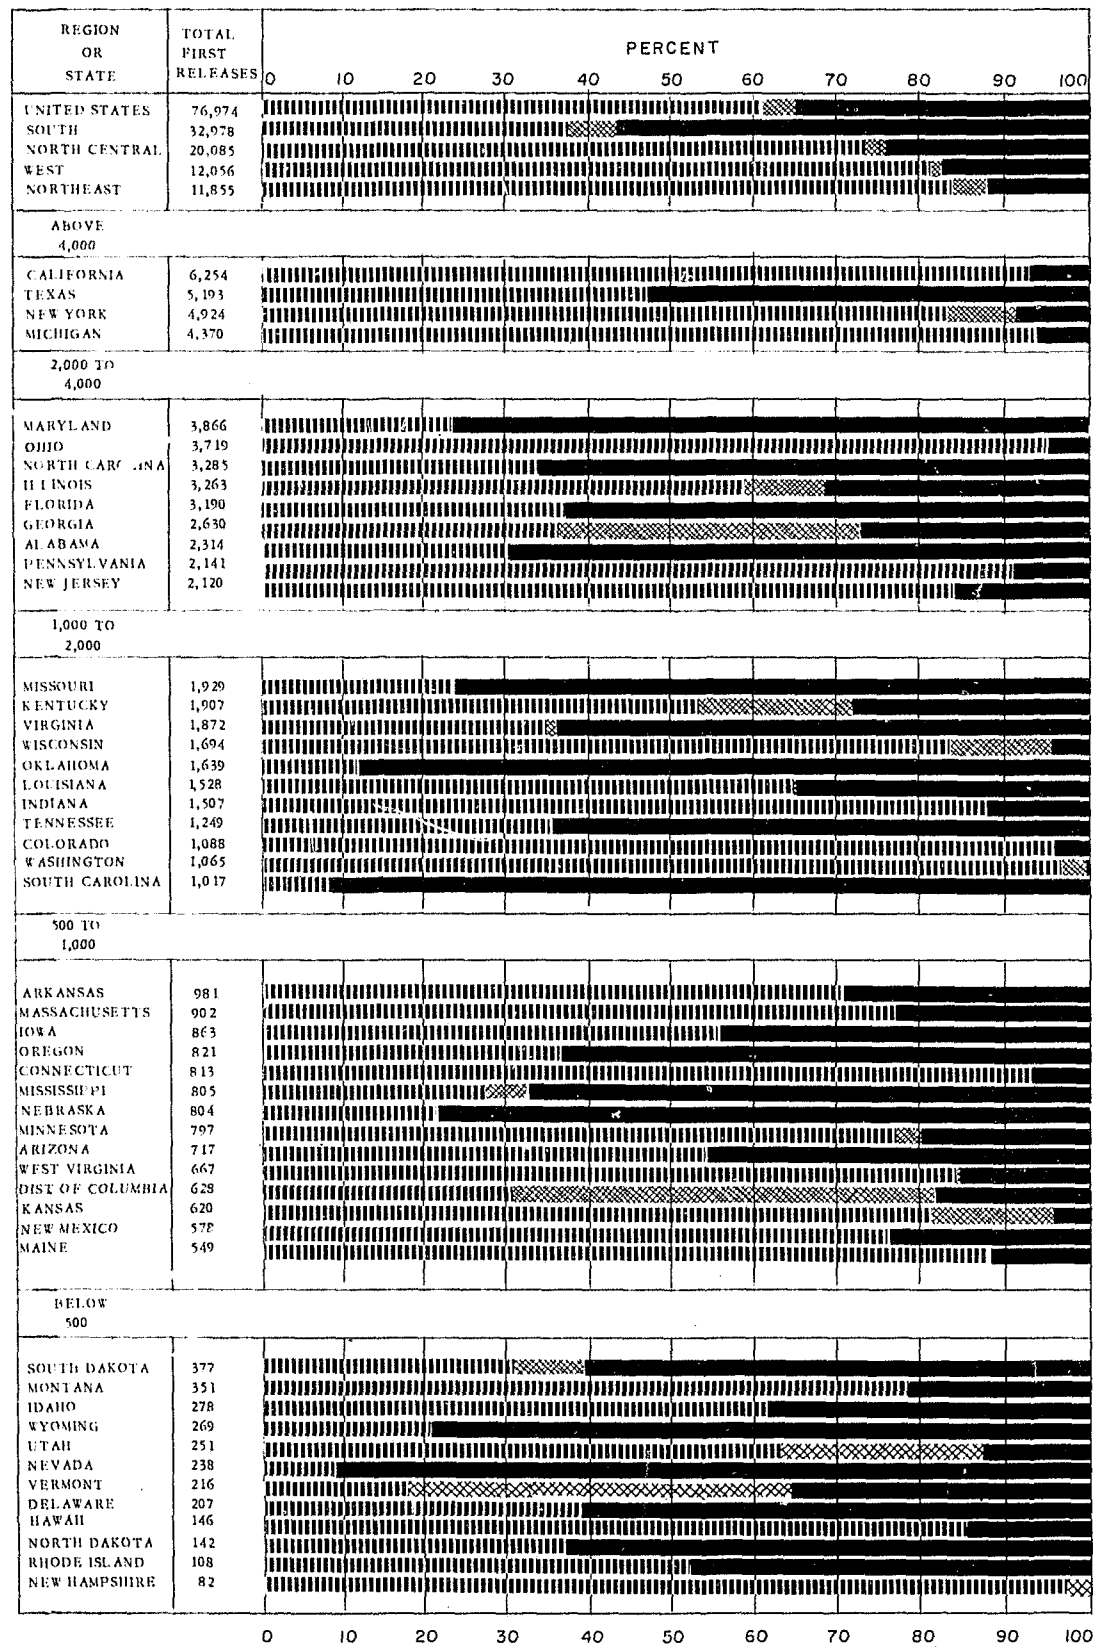 REGION OR STATE
TOTAL FIRST RELEASES
PERCENT
0 10 20 30 40 50 60 70 80 90 100
UNITED STATES 76,974
SOUTH 32,978
NORTH CENTRAL 20,085
WEST 12,056
NORTHEAST 11,855
ABOVE
4,000
CALIFORNIA 6,254
TEXAS 5,193
NEW YORK 4,924
MICHIGAN 4,370
2,000 TO
4,000
MARYLAND 3,866
OHIO 3,719
NORTH 3,285
ILLINOIS 3,263
FLORIDA 3,190
GEORGIA 2,630
ALABAMA 2,314
PENNSYLVANIA 2,141
NEW JERSEY 2,120
1,000 TO
2,000
MISSOURI 1,929
KENTUCKY 1,907
VIRGINIA 1,872
WISCONSIN 1,694
OKLAHOMA 1,639
LOUISIANA 1,528
INDIANA 1,507
TENNESSEE 1,249
COLORADO 1,088
WASHINGTON 1,065
SOUTH CAROLINA 1,017
500 TO
1,000
ARKANSAS 981
MASSACHUSETTS 902
IOWA 863
OREGON 821
CONNECTICUT 813
MISSISSIPPI 805
NEBRASKA 804
MINNESOTA 797
ARIZONA 717
WEST VIRGINIA 667
DIST OF COLUMBIA 628
KANSAS 620
NEW MEXICO 578
MAINE 549
BELOW
500
SOUTH DAKOTA 377
MONTANA 351
IDAHO 278
WYOMING 269
UTAH 251
NEVADA 238
VERMONT 216
DELAWARE 207
HAWAII 146
NORTH DAKOTA 142
RHODE ISLAND 108
NEW HAMPSHIRE 82
0 10 20 30 40 50 60 70 80 90 100